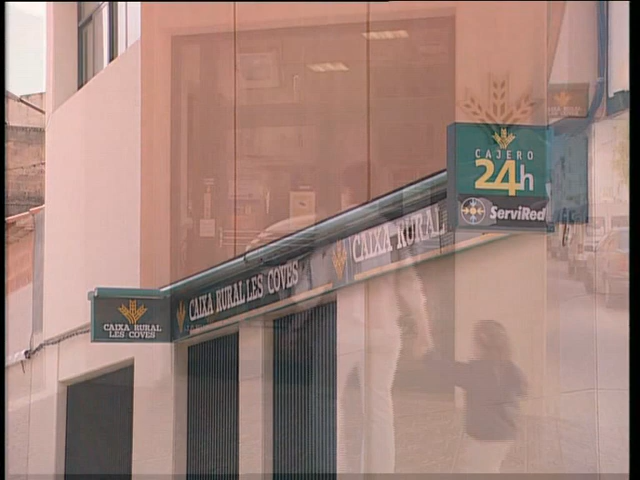 CAJERO
24h
ServiRed
CAIXA RURAL
CAIXA RURAL LES COVES
CAIXA RURAL
LES COVES